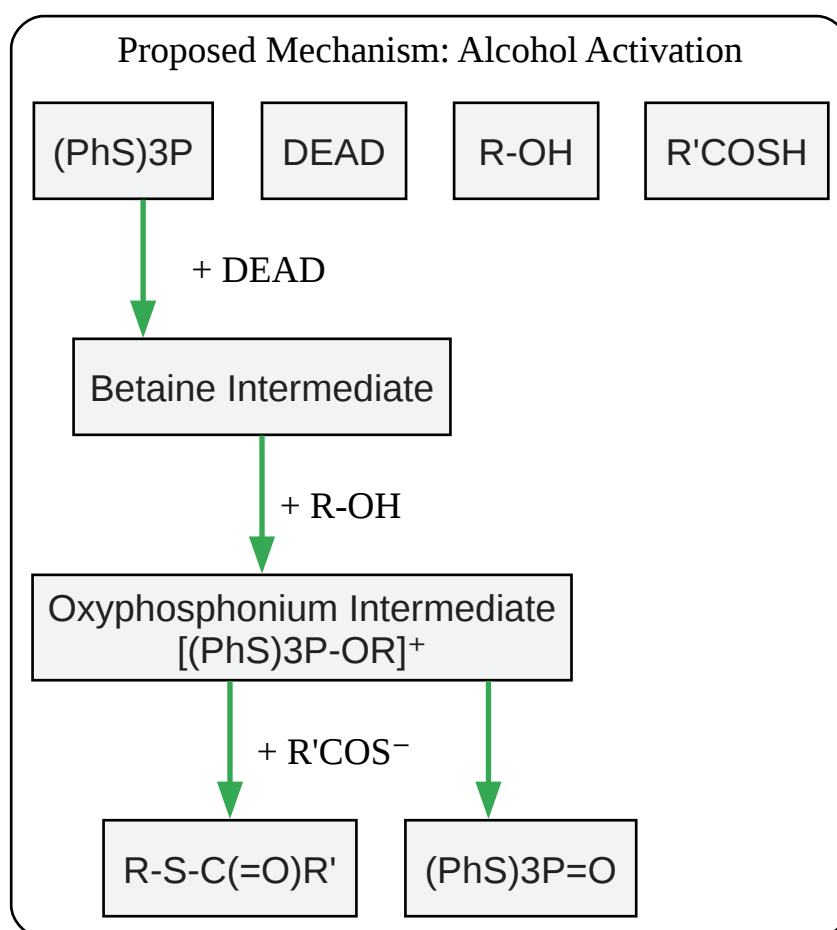 Proposed Mechanism: Alcohol Activation
(PhS)3P
DEAD
R-OH
R'COSH
+ DEAD
Betaine Intermediate
+ R-OH
Oxyphosphonium Intermediate
[(PhS)3P-OR]⁺
+ R'COS⁻
R-S-C(=O)R'
(PhS)3P=O